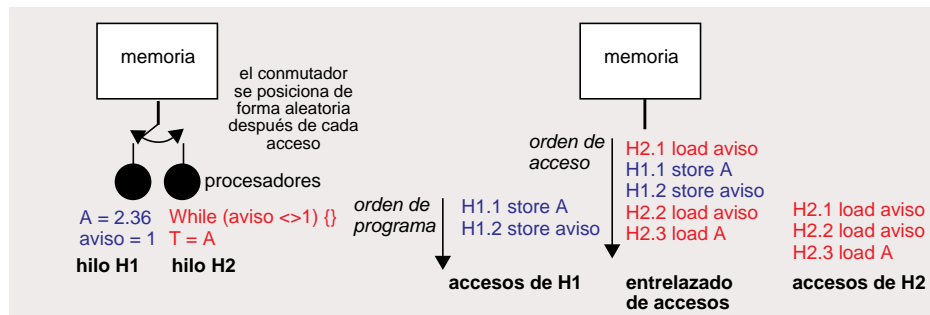 memoria
el conmutador
se posiciona de
forma aleatoria
después de cada
acceso
procesadores
A = 2.36
aviso = 1
hilo H1
While (aviso <>1) {}
T = A
hilo H2
orden de
programa
H1.1 store A
H1.2 store aviso
accesos de H1
memoria
orden de
acceso
H2.1 load aviso
H1.1 store A
H1.2 store aviso
H2.2 load aviso
H2.3 load A
entrelazado
de accesos
H2.1 load aviso
H2.2 load aviso
H2.3 load A
accesos de H2